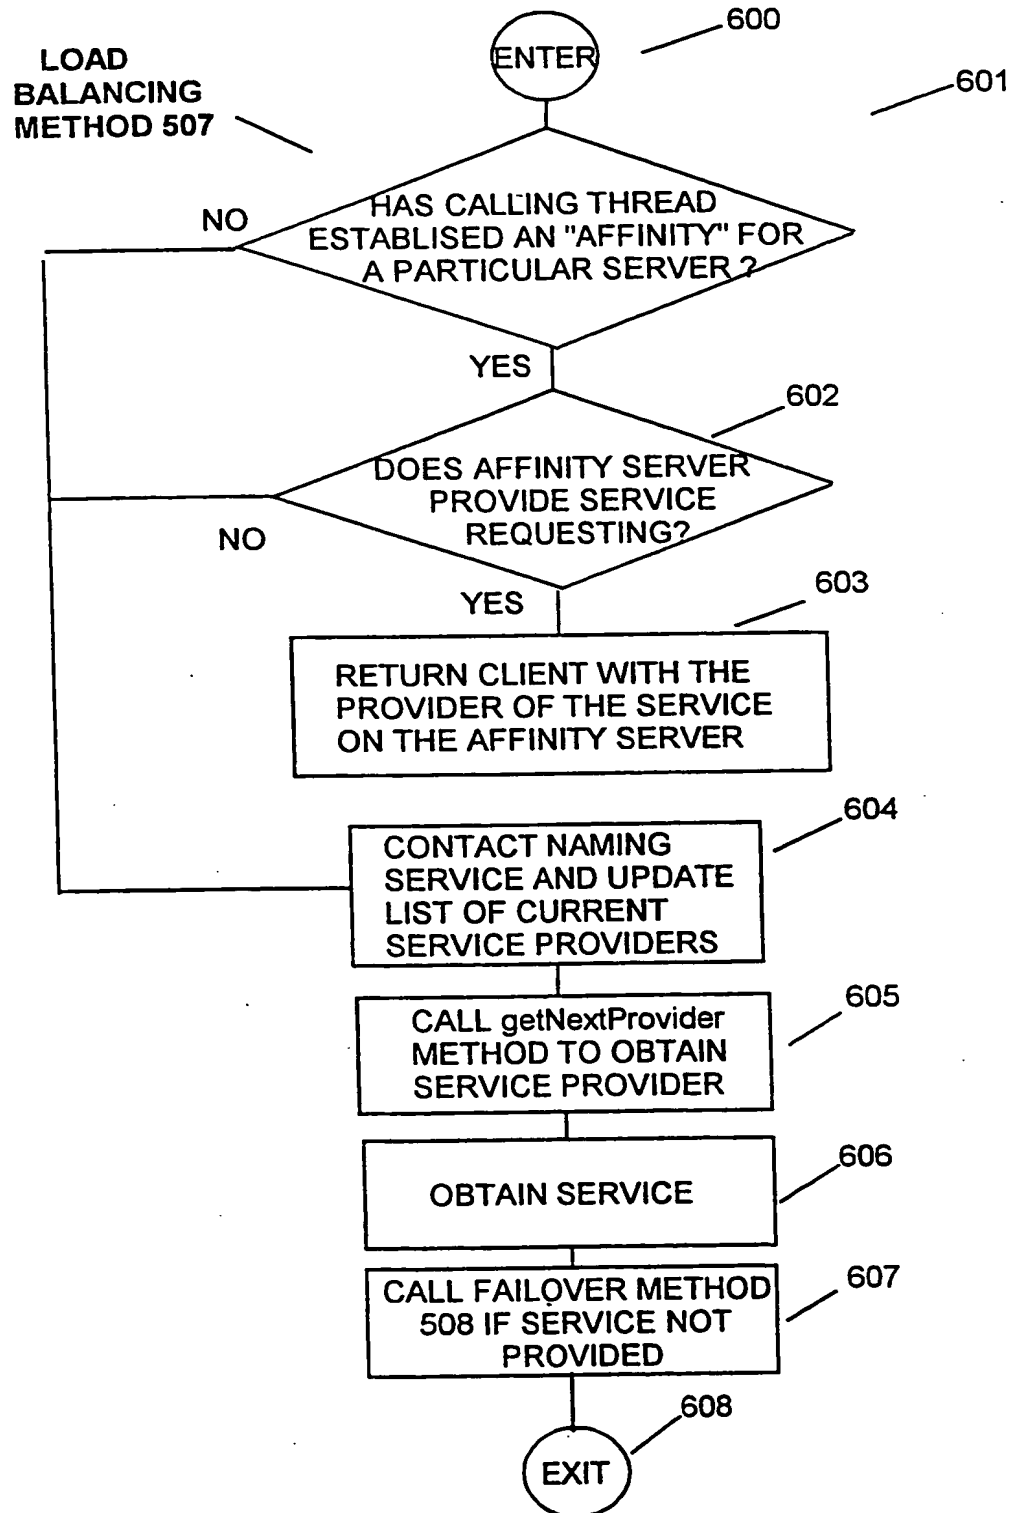 600
ENTER
LOAD
BALANCING
METHOD 507
601
HAS CALLING THREAD
ESTABLISED AN "AFFINITY" FOR
A PARTICULAR SERVER ?
NO
YES
602
DOES AFFINITY SERVER
PROVIDE SERVICE
REQUESTING?
NO
YES
603
RETURN CLIENT WITH THE
PROVIDER OF THE SERVICE
ON THE AFFINITY SERVER
604
CONTACT NAMING
SERVICE AND UPDATE
LIST OF CURRENT
SERVICE PROVIDERS
605
CALL getNextProvider
METHOD TO OBTAIN
SERVICE PROVIDER
606
OBTAIN SERVICE
607
CALL FAILOVER METHOD
508 IF SERVICE NOT
PROVIDED
608
EXIT